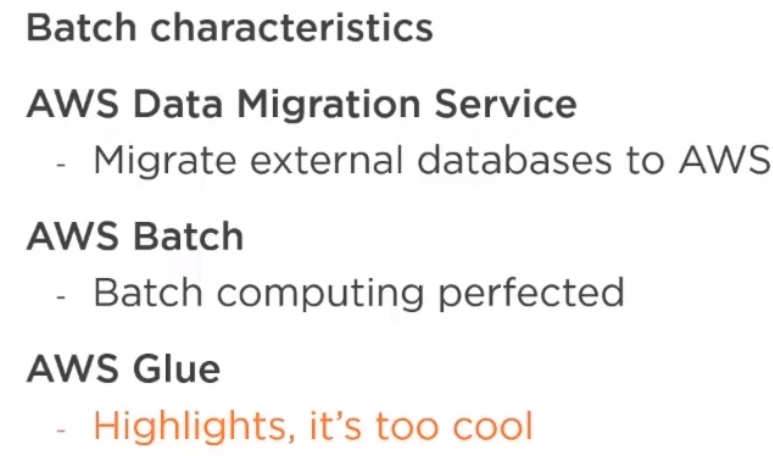 Batch characteristics
AWS Data Migration Service
- Migrate external databases to AWS
AWS Batch
- Batch computing perfected
AWS Glue
- Highlights, it's too cool